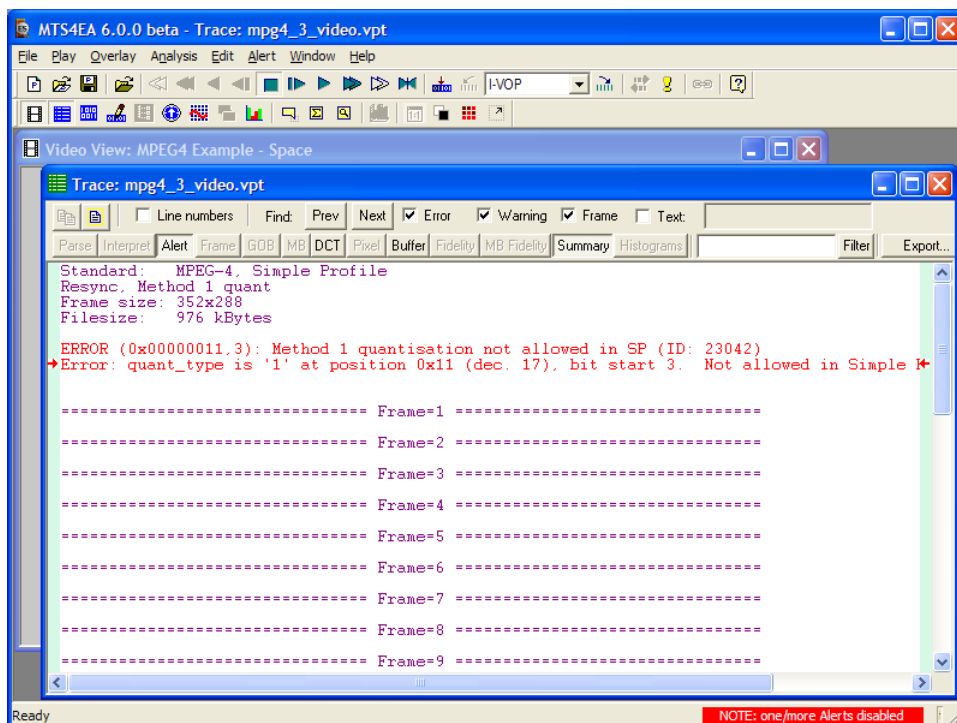 MTS4EA 6.0.0 beta - Trace: mpg4_3_video.vpt
File Play Overlay Analysis Edit Alert Window Help
I-VOP
Video View: MPEG4 Example - Space
Trace: mpg4_3_video.vpt
Line numbers Find: Prev Next Error Warning Frame Text:
Parse Interpret Alert Frame GOB MB DCT Pixel Buffer Fidelity MB Fidelity Summary Histograms Filter Export...
Standard: MPEG-4, Simple Profile
Resync, Method 1 quant
Frame size: 352x288
Filesize: 976 kBytes
ERROR (0x00000011,3): Method 1 quantisation not allowed in SP (ID: 23042)
Error: quant_type is '1' at position 0x11 (dec. 17), bit start 3. Not allowed in Simple
=============================== Frame=1 ===============================
=============================== Frame=2 ===============================
=============================== Frame=3 ===============================
=============================== Frame=4 ===============================
=============================== Frame=5 ===============================
=============================== Frame=6 ===============================
=============================== Frame=7 ===============================
=============================== Frame=8 ===============================
=============================== Frame=9 ===============================
Ready NOTE: one/more Alerts disabled